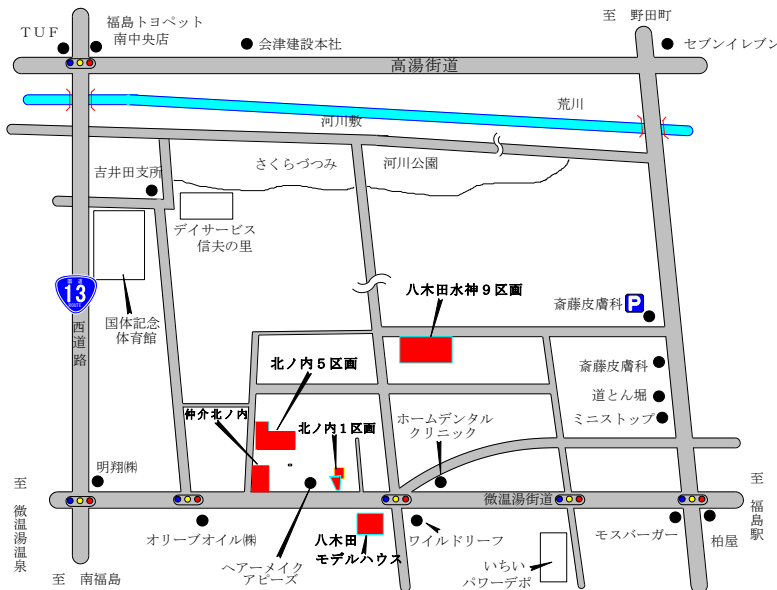 至 野田町
福島トヨペット
南中央店
TUF
会津建設本社
セブンイレブン
高湯街道
荒川
河川敷
さくらづつみ
河川公園
吉井田支所
デイサービス
信夫の里
国道
13
ROUTE
八木田水神9区画
斎藤皮膚科
P
国体記念
体育館
西道路
北ノ内5区画
斎藤皮膚科
道とん堀
ミニストップ
仲介北ノ内
北ノ内1区画
ホームデンタル
クリニック
明翔㈱
至 微温湯温泉
微温湯街道
至 福島駅
オリーブオイル㈱
ヘアーメイク
アピーズ
八木田
モデルハウス
ワイルドリーフ
いちい
パワーデポ
モスバーガー
柏屋
至 南福島